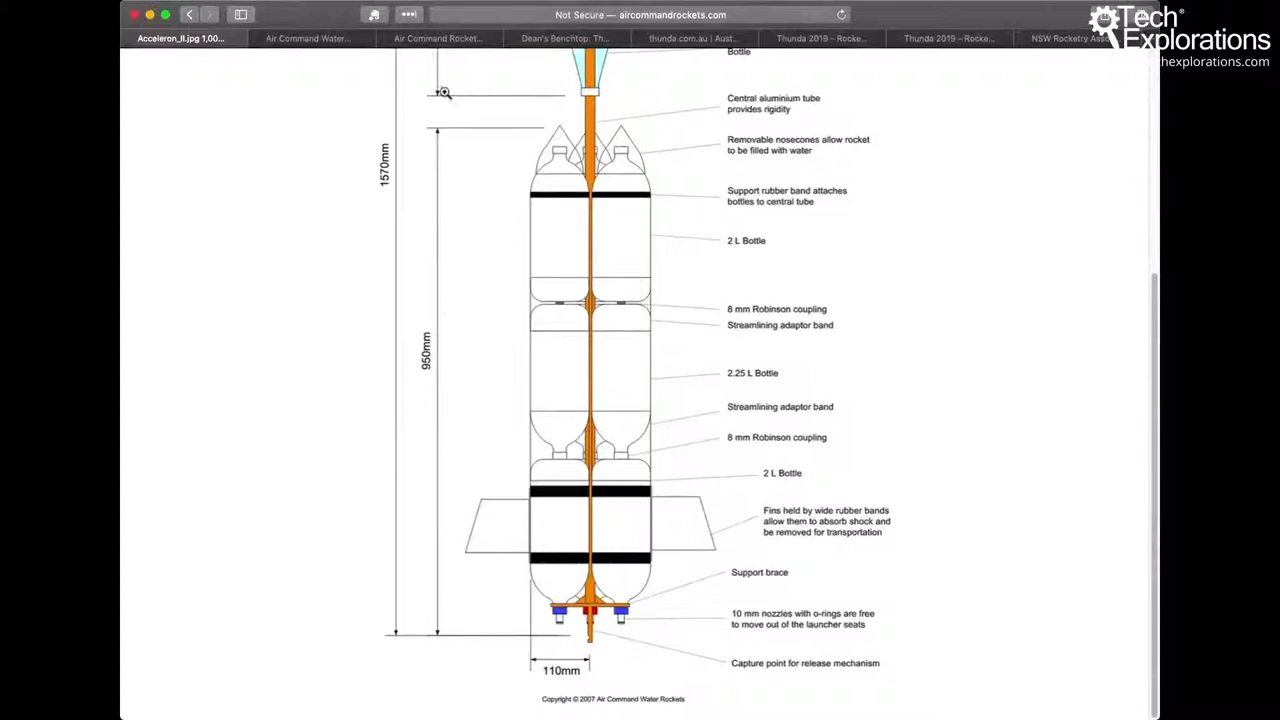 Not Secure — aircommandrockets.com
Tech®
Explorations
techexplorations.com
Acceleron_II.jpg 1,00...
Air Command Water...
Air Command Rocket...
Dean's Benchtop: Th...
thunda.com.au | Aust...
Thunda 2019 – Rocke...
Thunda 2019 – Rocke...
NSW Rocketry Asso
Bottle
Central aluminium tube
provides rigidity
Removable nosecones allow rocket
to be filled with water
1570mm
Support rubber band attaches
bottles to central tube
2 L Bottle
8 mm Robinson coupling
Streamlining adaptor band
950mm
2.25 L Bottle
Streamlining adaptor band
8 mm Robinson coupling
2 L Bottle
Fins held by wide rubber bands
allow them to absorb shock and
be removed for transportation
Support brace
10 mm nozzles with o-rings are free
to move out of the launcher seats
Capture point for release mechanism
110mm
Copyright © 2007 Air Command Water Rockets